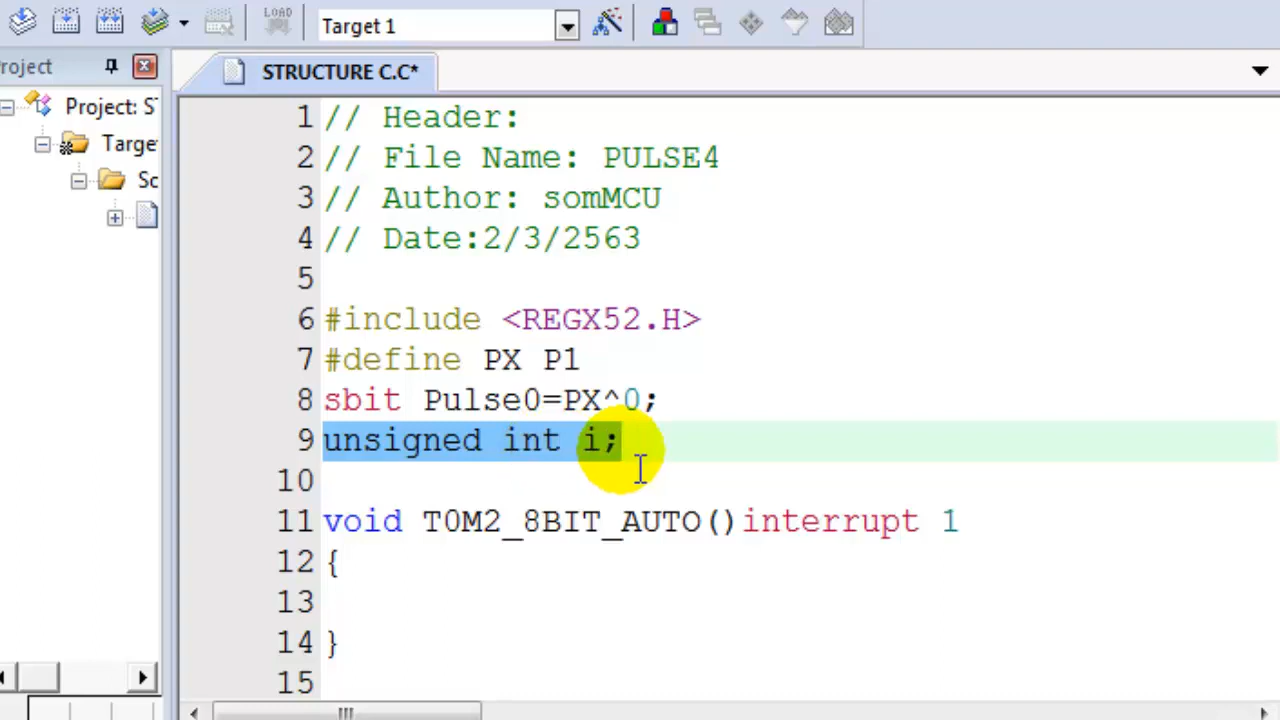 LOAD
Target 1
roject
STRUCTURE C.C*
Project: S
Targe
Sc
1 // Header:
2 // File Name: PULSE4
3 // Author: somMCU
4 // Date:2/3/2563
5
6 #include <REGX52.H>
7 #define PX P1
8 sbit Pulse0=PX^0;
9 unsigned int i;
10
11 void T0M2_8BIT_AUTO()interrupt 1
12 {
13
14 }
15